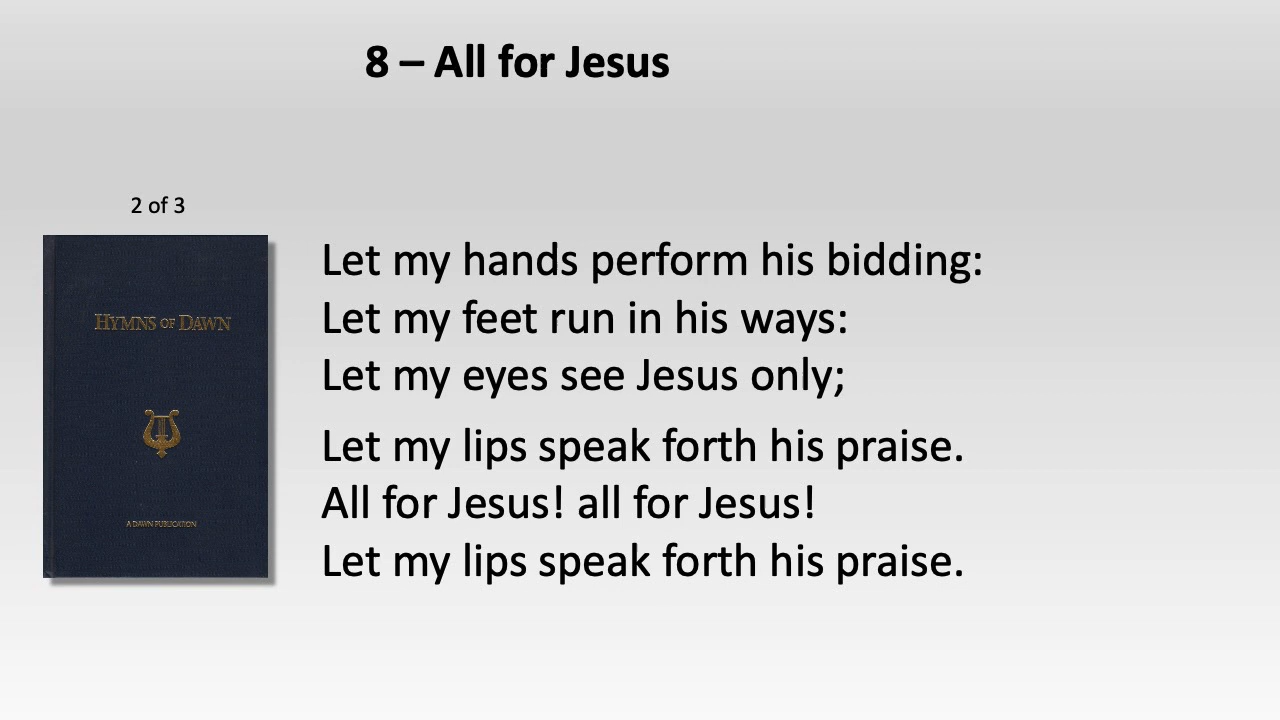 8 – All for Jesus
2 of 3
HYMNS OF DAWN
A DAWN PUBLICATION
Let my hands perform his bidding:
Let my feet run in his ways:
Let my eyes see Jesus only;
Let my lips speak forth his praise.
All for Jesus! all for Jesus!
Let my lips speak forth his praise.